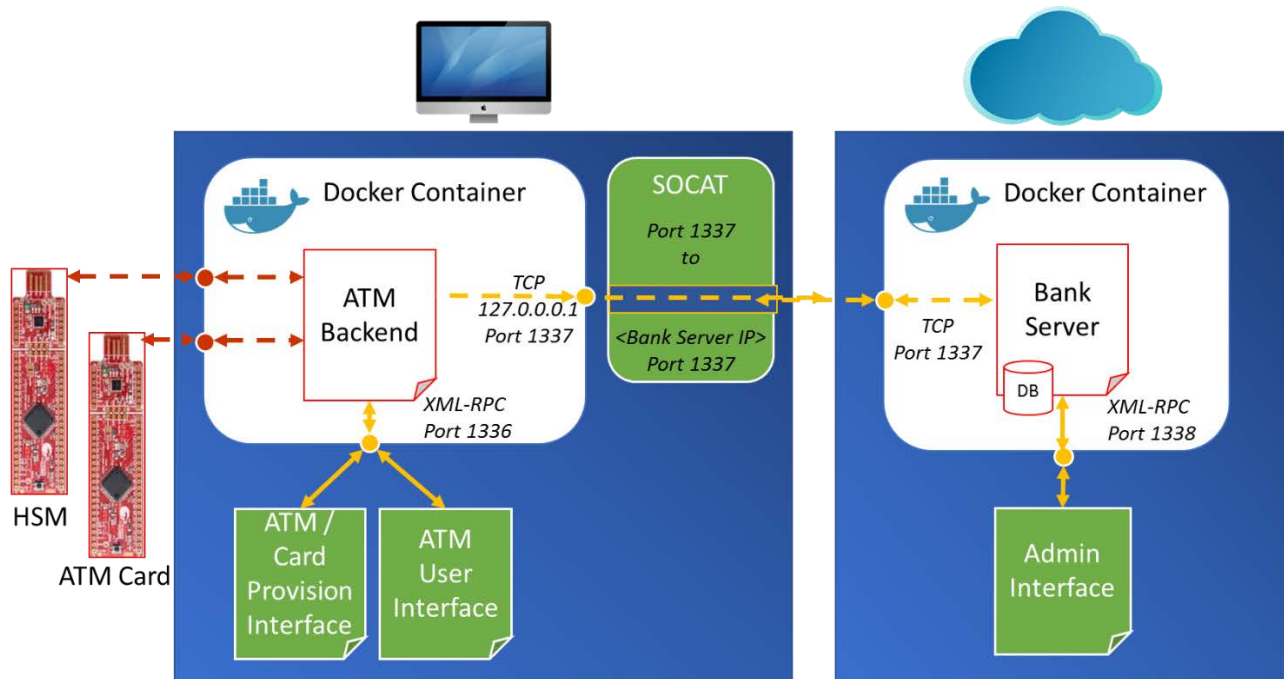 Docker Container
SOCAT
Port 1337
to
<Bank Server IP>
Port 1337
ATM
Backend
TCP
127.0.0.0.1
Port 1337
XML-RPC
Port 1336
HSM
ATM Card
ATM /
Card
Provision
Interface
ATM
User
Interface
Docker Container
TCP
Port 1337
Bank
Server
DB
XML-RPC
Port 1338
Admin
Interface